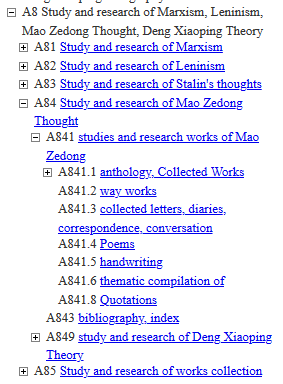 A8 Study and research of Marxism, Leninism,
Mao Zedong Thought, Deng Xiaoping Theory
A81 Study and research of Marxism
A82 Study and research of Leninism
A83 Study and research of Stalin's thoughts
A84 Study and research of Mao Zedong
Thought
A841 studies and research works of Mao
Zedong
A841.1 anthology, Collected Works
A841.2 way works
A841.3 collected letters, diaries,
correspondence, conversation
A841.4 Poems
A841.5 handwriting
A841.6 thematic compilation of
A841.8 Quotations
A843 bibliography, index
A849 study and research of Deng Xiaoping
Theory
A85 Study and research of works collection